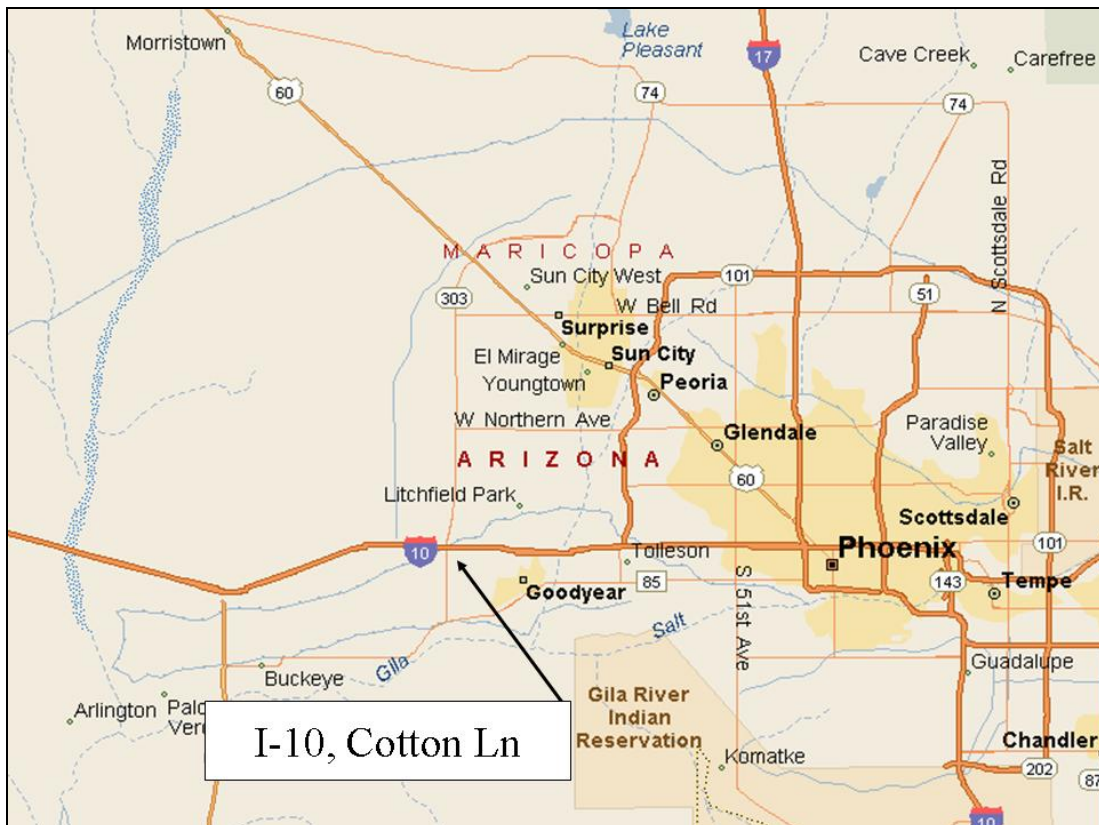 Morristown
Lake
Pleasant
17
Cave Creek
Carefree
60
74
74
N Scottsdale Rd
MARICOPA
Sun City West
101
303
W Bell Rd
51
Surprise
El Mirage
Sun City
Youngtown
Peoria
W Northern Ave
Paradise
Valley
Glendale
ARIZONA
Salt
River
I.R.
60
Litchfield Park
Scottsdale
10
Tolleson
Phoenix
101
Goodyear
85
143
Tempe
S 51st Ave
Salt
Gila
Buckeye
Guadalupe
Arlington
Gila River
Indian
Reservation
I-10, Cotton Ln
Komatke
Chandler
202
87
10